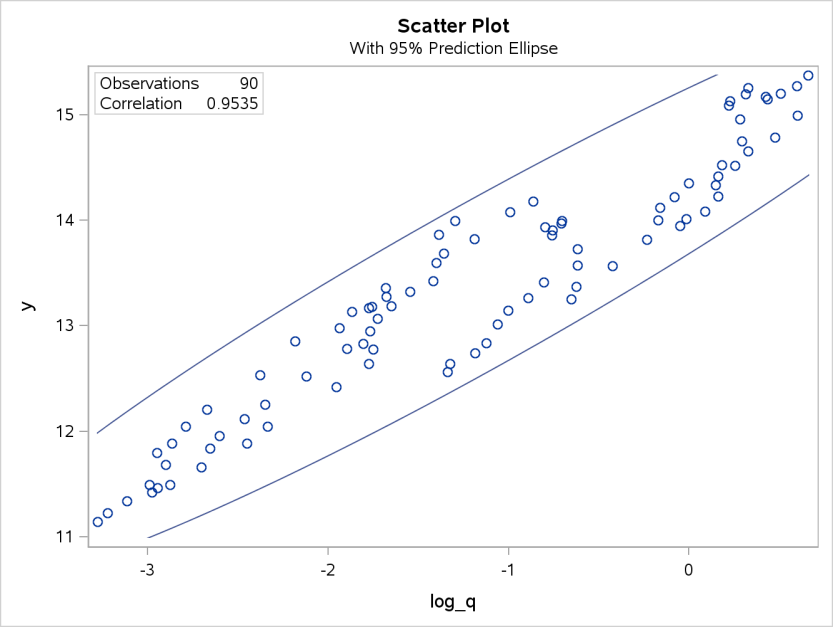 Scatter Plot
With 95% Prediction Ellipse
Observations 90
Correlation 0.9535
15
14
13
12
11
y
-3 -2 -1 0
log_q